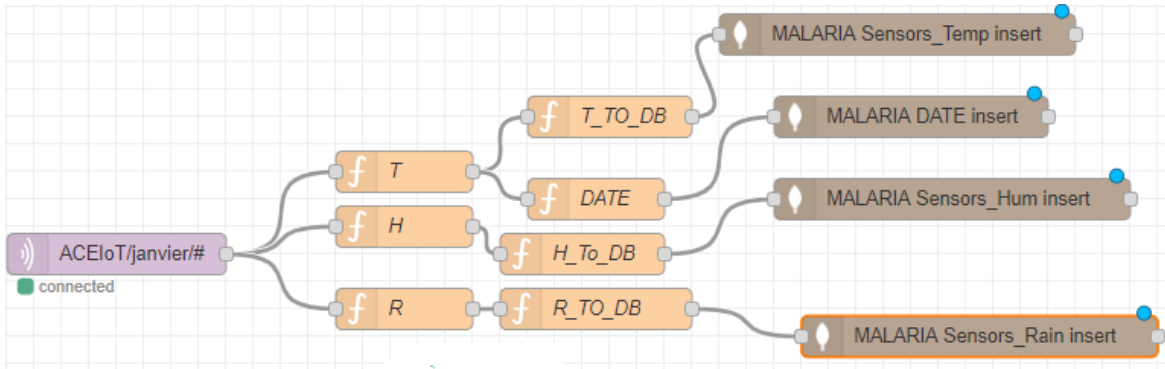 MALARIA Sensors_Temp insert
T_TO_DB
MALARIA DATE insert
T
DATE
MALARIA Sensors_Hum insert
H
ACEIoT/janvier/#
H_To_DB
connected
R
R_TO_DB
MALARIA Sensors_Rain insert